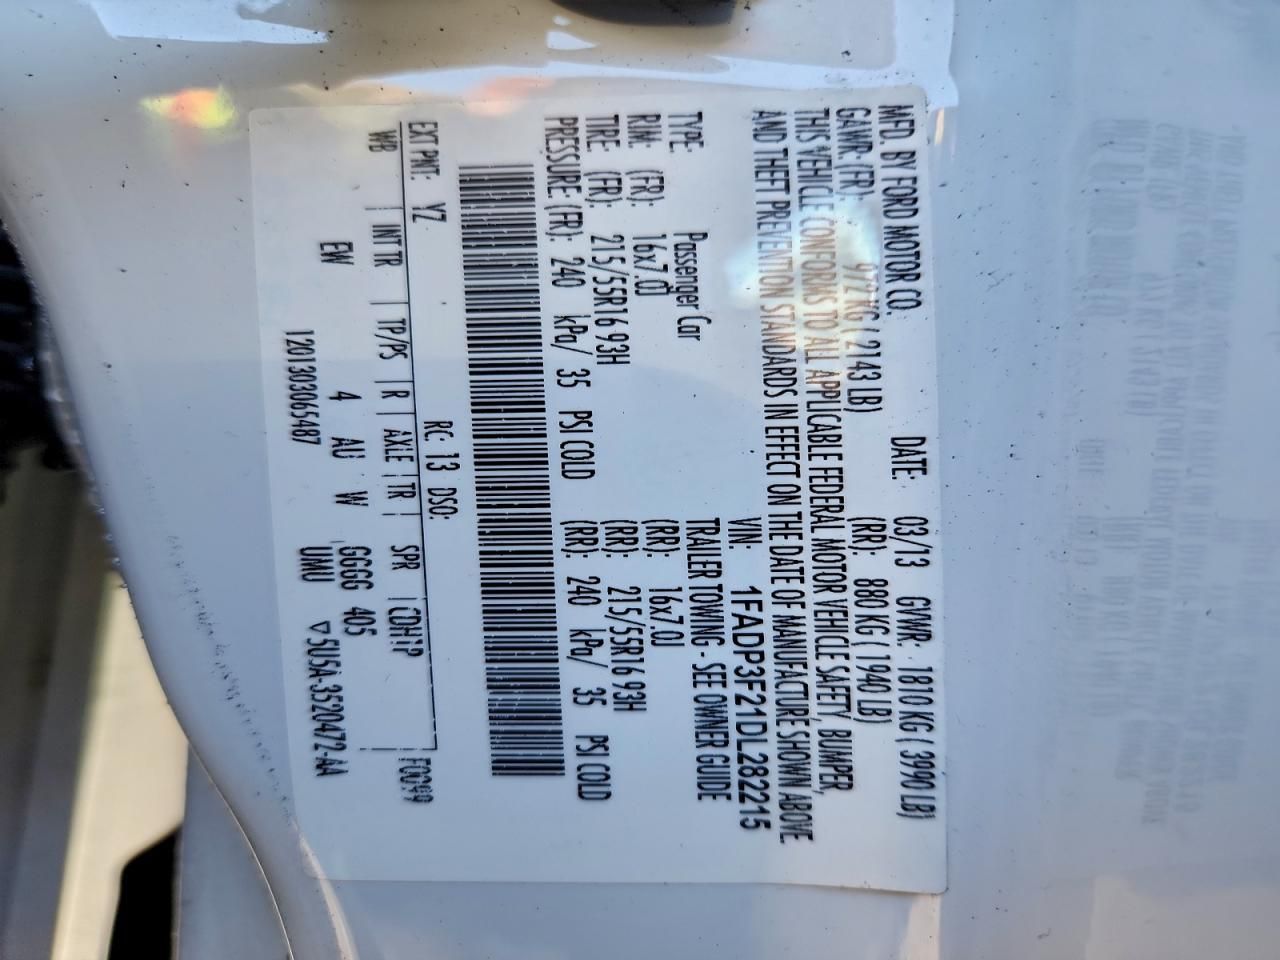 MFD. BY FORD MOTOR CO.
DATE: 03/13 GVWR: 1810 KG ( 3990 LB)
GAWR: (FR): 972 KG ( 2143 LB) (RR): 880 KG ( 1940 LB)
THIS VEHICLE CONFORMS TO ALL APPLICABLE FEDERAL MOTOR VEHICLE SAFETY, BUMPER,
AND THEFT PREVENTION STANDARDS IN EFFECT ON THE DATE OF MANUFACTURE SHOWN ABOVE.
VIN: 1FADP3F21DL282215
TYPE: Passenger Car TRAILER TOWING - SEE OWNER GUIDE
RIM: (FR): 16x7.0J (RR): 16x7.0J
TIRE: (FR): 215/55R16 93H (RR): 215/55R16 93H
PRESSURE: (FR): 240 kPa/ 35 PSI COLD (RR): 240 kPa/ 35 PSI COLD
EXT PNT: YZ RC: 13 DSO: F0G99
WB | INT TR | TP/PS | R | AXLE | TR | SPR | CDH1P
EW 4 AU W GGGG 405
1201303065487 UMU ▽5U5A-3520472-AA